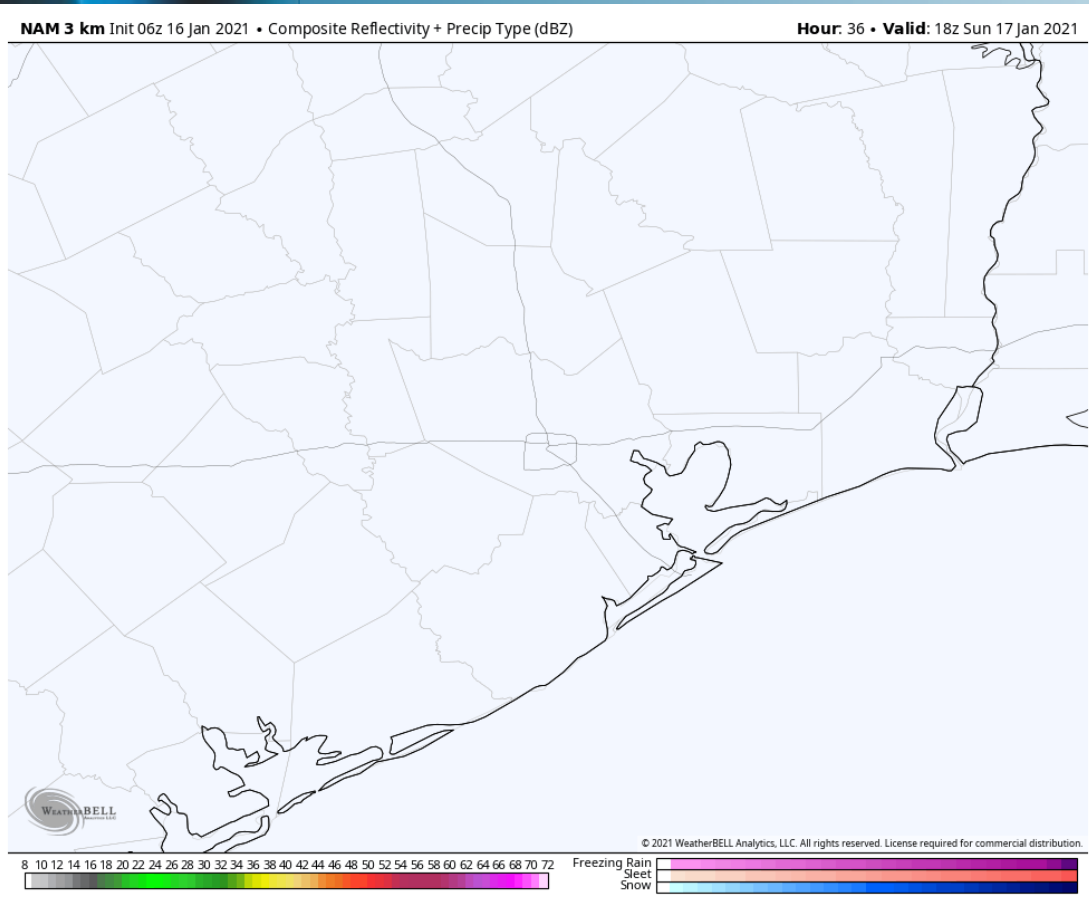 NAM 3 km Init 06z 16 Jan 2021 • Composite Reflectivity + Precip Type (dBZ) Hour: 36 • Valid: 18z Sun 17 Jan 2021
WEATHERBELL
© 2021 WeatherBELL Analytics, LLC. All rights reserved. License required for commercial distribution.
8 10 12 14 16 18 20 22 24 26 28 30 32 34 36 38 40 42 44 46 48 50 52 54 56 58 60 62 64 66 68 70 72
Freezing Rain
Sleet
Snow